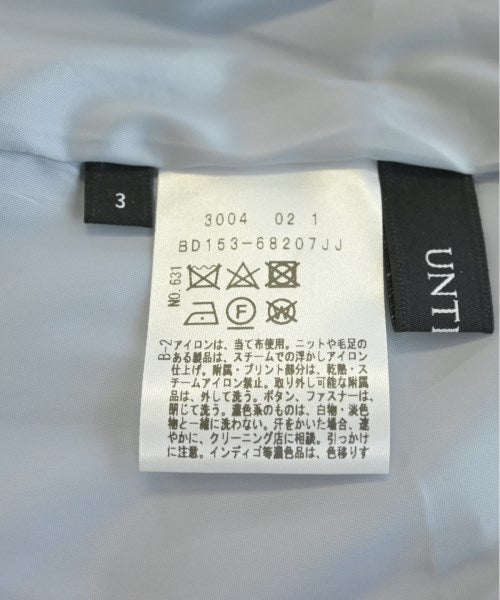 3
3004 02 1
BD153-68207JJ
NO.631
F
W
B-2
アイロンは、当て布使用。ニットや毛足の
ある製品は、スチームでの浮かしアイロン
仕上げ。附属・プリント部分は、乾熱・ス
チームアイロン禁止。取り外し可能な附属
品は、外して洗う。ボタン、ファスナーは、
閉じて洗う。濃色系のものは、白物・淡色
物と一緒に洗わない。汗をかいた場合、速
やかに、クリーニング店に相談。引っかけ
に注意。インディゴ等濃色品は、色移りす
UNTI